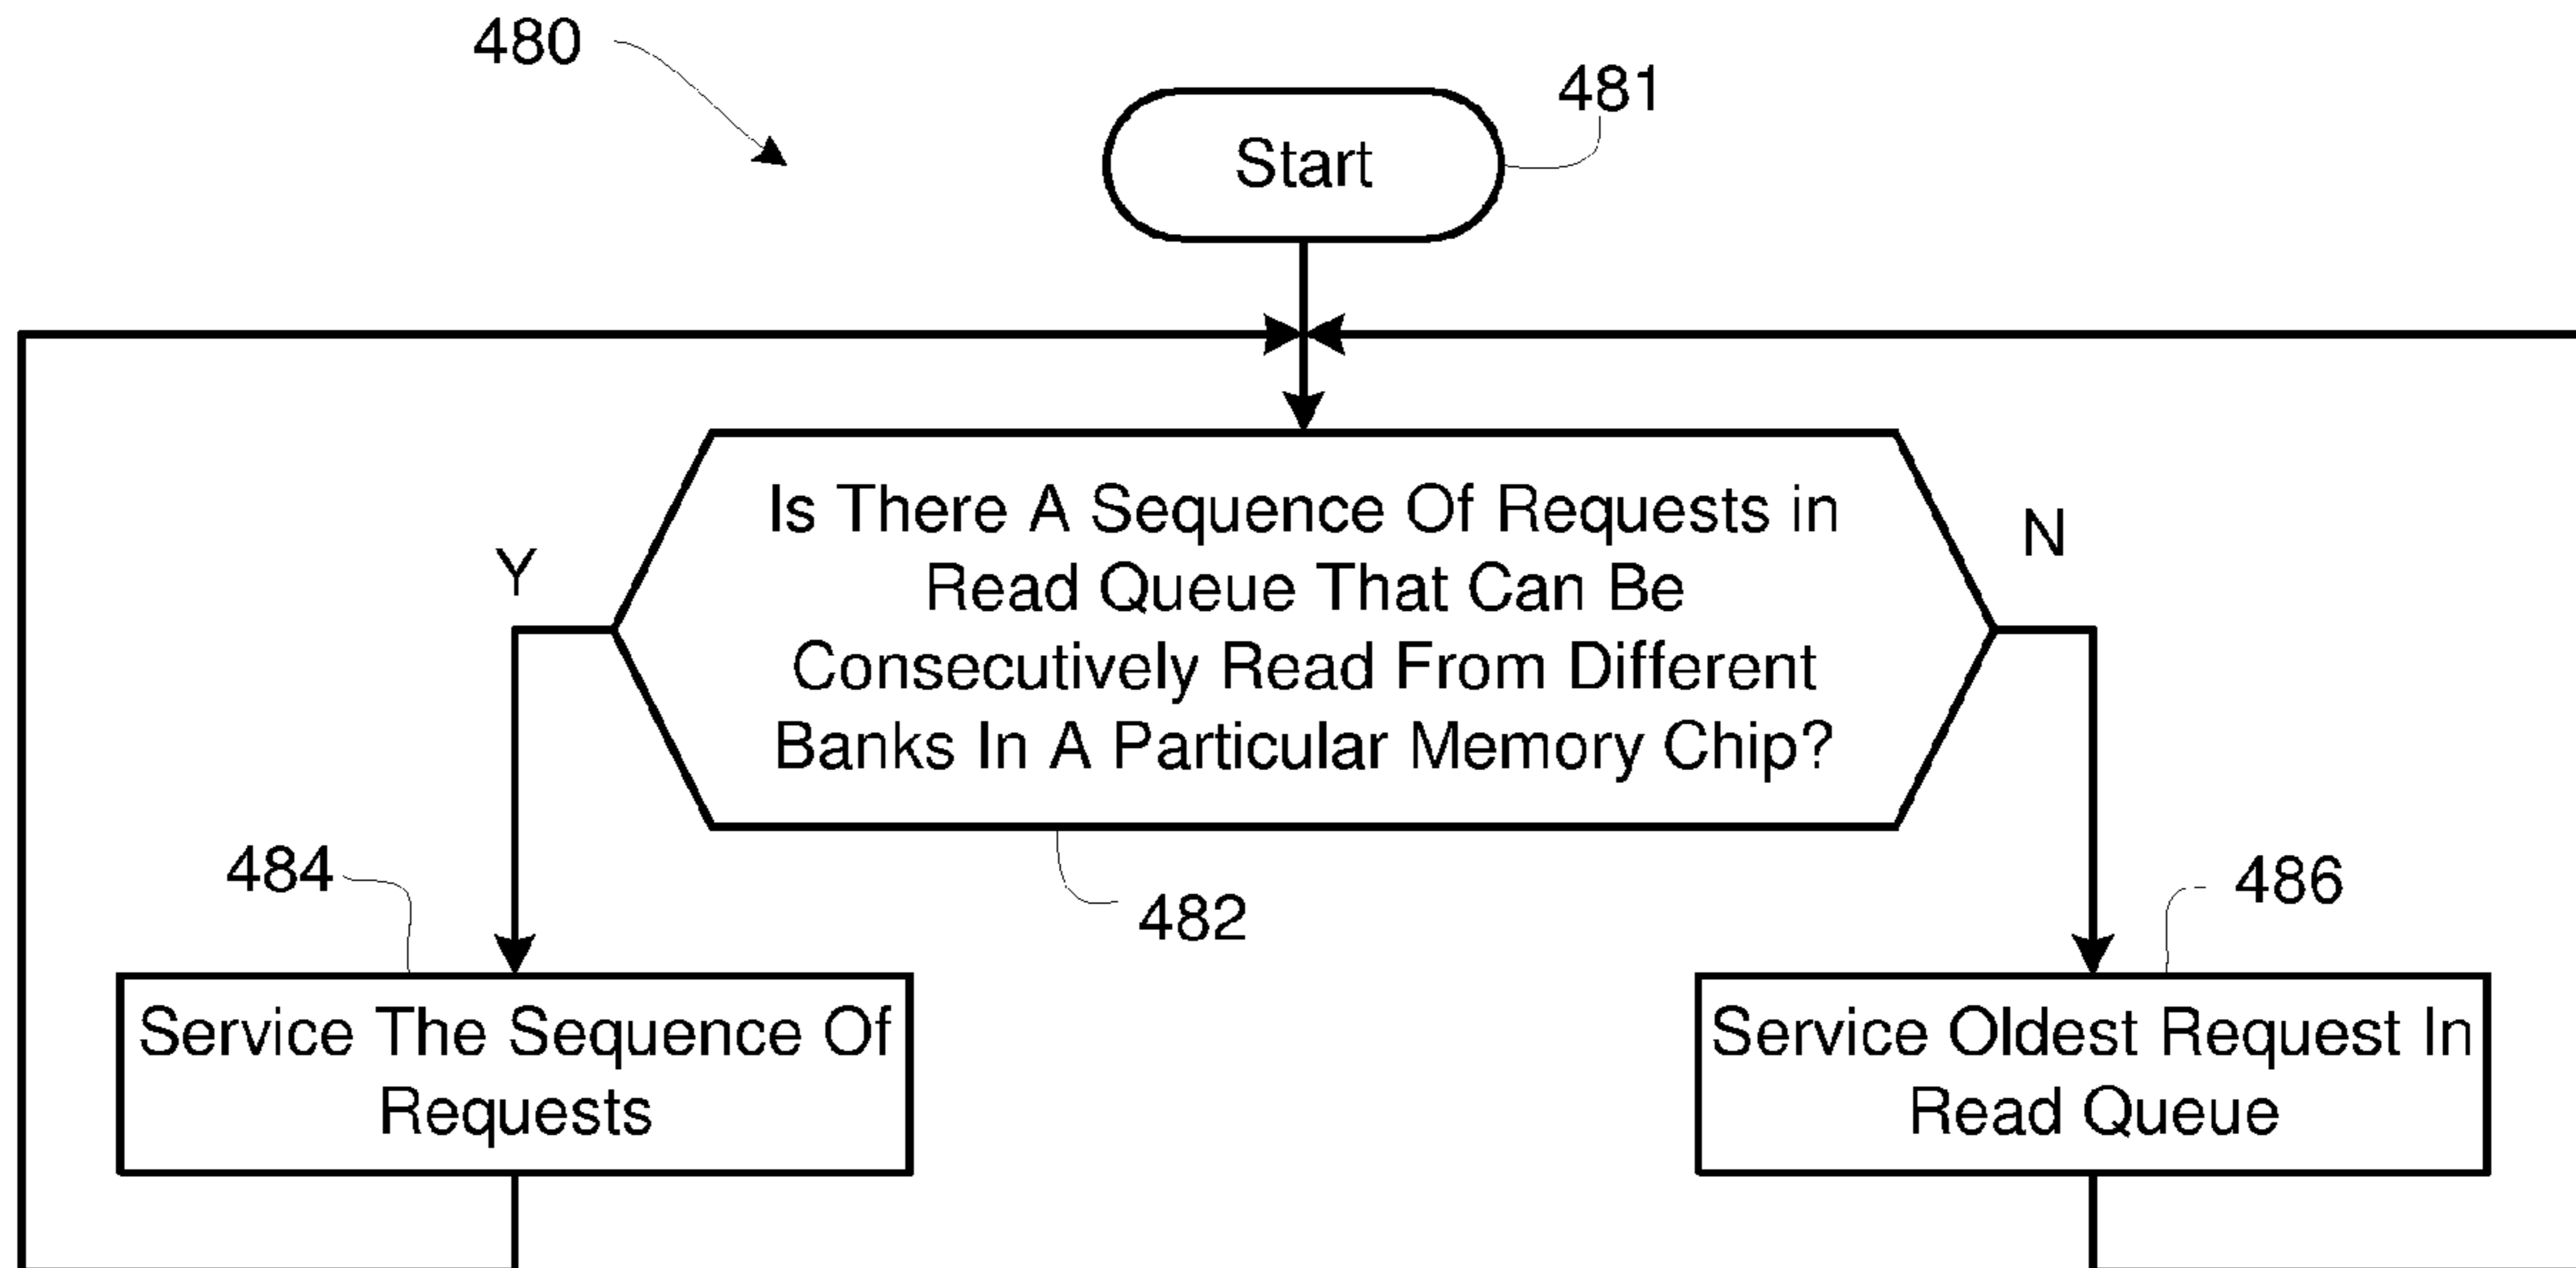 480
481
Start
Is There A Sequence Of Requests in
Read Queue That Can Be
Consecutively Read From Different
Banks In A Particular Memory Chip?
Y
N
484
482
486
Service The Sequence Of
Requests
Service Oldest Request In
Read Queue